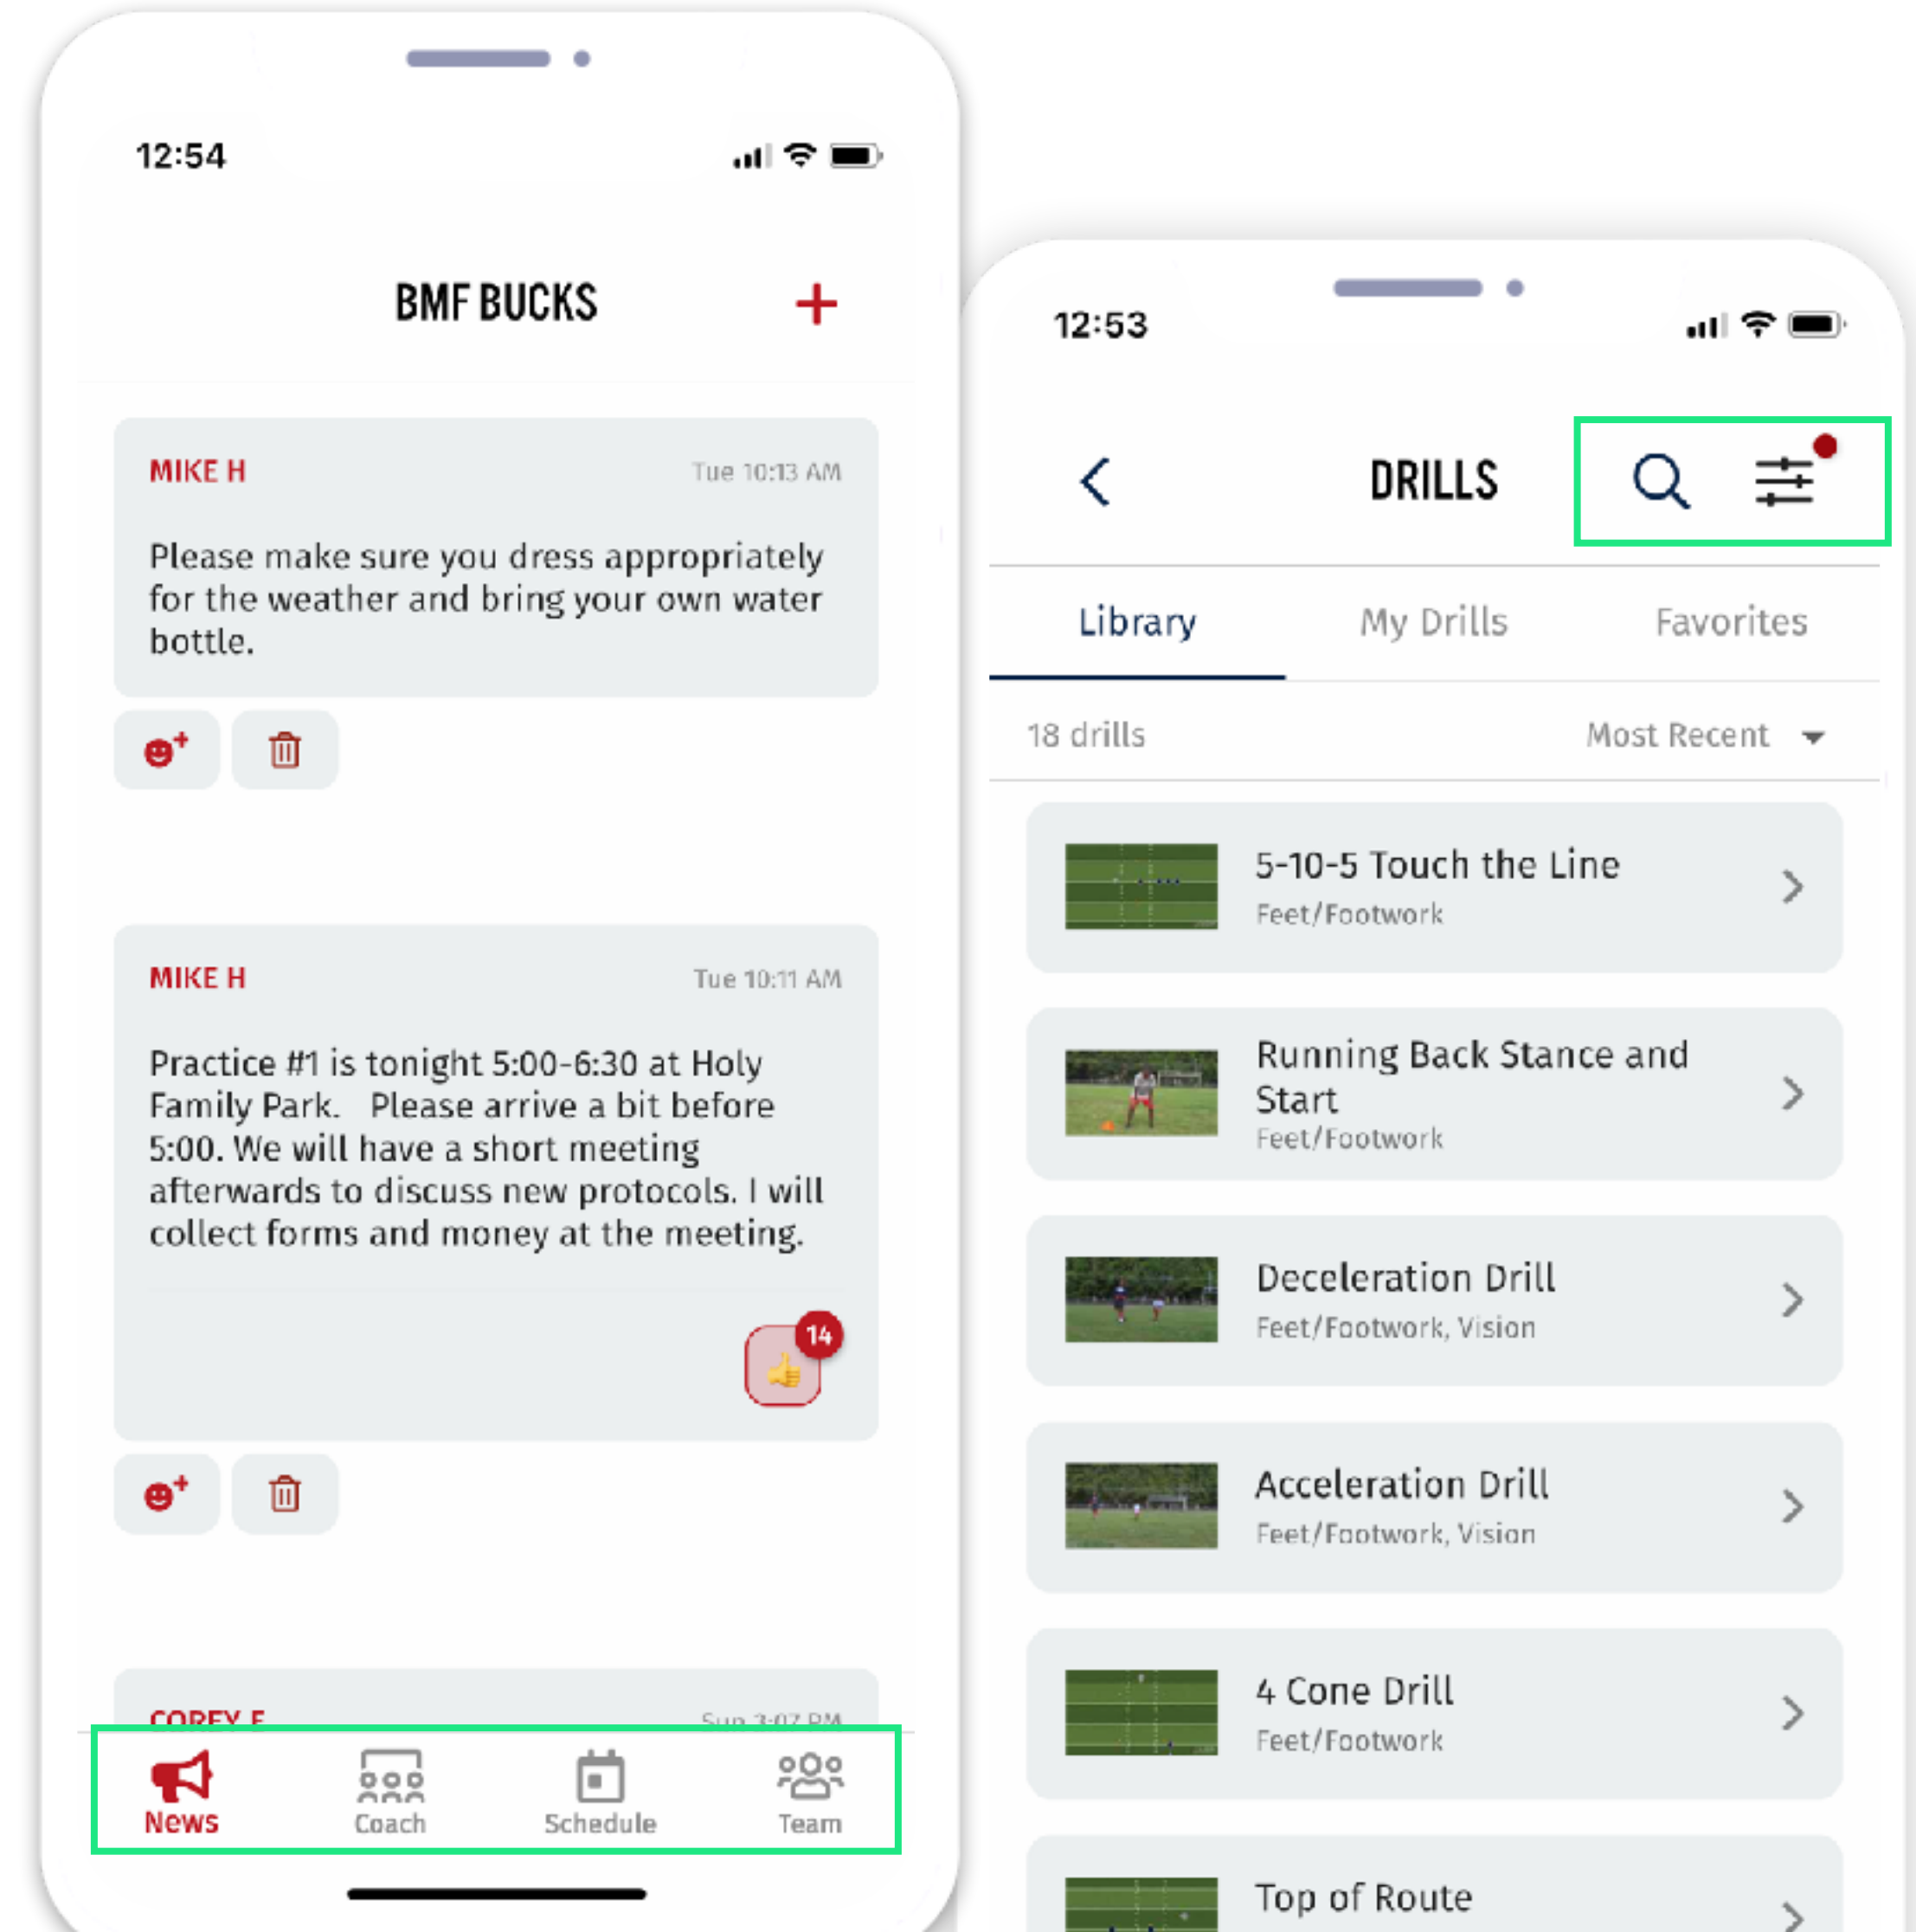 12:54
BMF BUCKS
MIKE H
Tue 10:13 AM
Please make sure you dress appropriately
for the weather and bring your own water
bottle.
MIKE H
Tue 10:11 AM
Practice #1 is tonight 5:00-6:30 at Holy
Family Park. Please arrive a bit before
5:00. We will have a short meeting
afterwards to discuss new protocols. I will
collect forms and money at the meeting.
14
COREY F
Sun 3:07 PM
News
Coach
Schedule
Team
12:53
DRILLS
Library
My Drills
Favorites
18 drills
Most Recent
5-10-5 Touch the Line
Feet/Footwork
Running Back Stance and
Start
Feet/Footwork
Deceleration Drill
Feet/Footwork, Vision
Acceleration Drill
Feet/Footwork, Vision
4 Cone Drill
Feet/Footwork
Top of Route